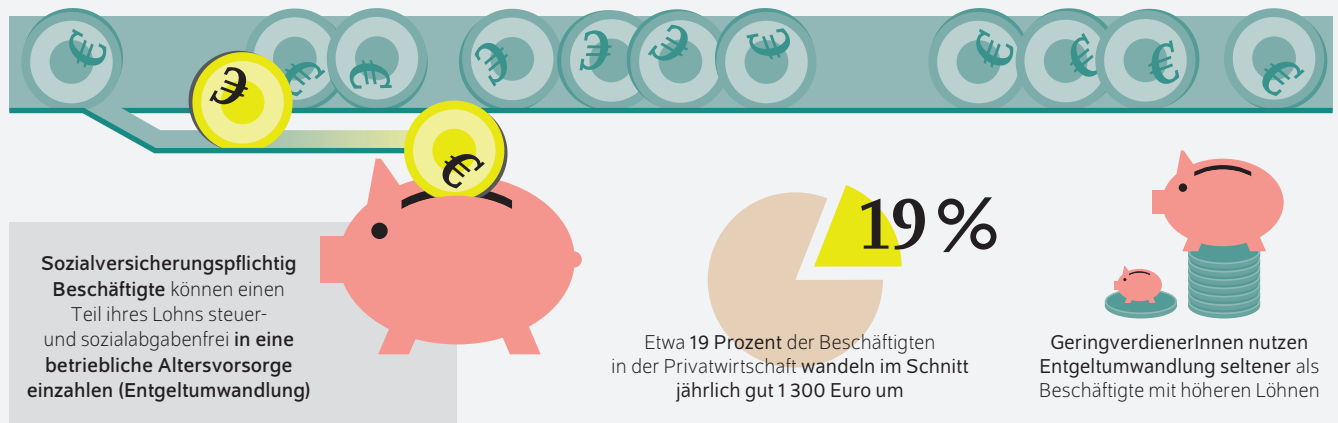 Sozialversicherungspflichtig
Beschäftigte können einen
Teil ihres Lohns steuer-
und sozialabgabenfrei in eine
betriebliche Altersvorsorge
einzahlen (Entgeltumwandlung)
19 %
Etwa 19 Prozent der Beschäftigten
in der Privatwirtschaft wandeln im Schnitt
jährlich gut 1 300 Euro um
GeringverdienerInnen nutzen
Entgeltumwandlung seltener als
Beschäftigte mit höheren Löhnen